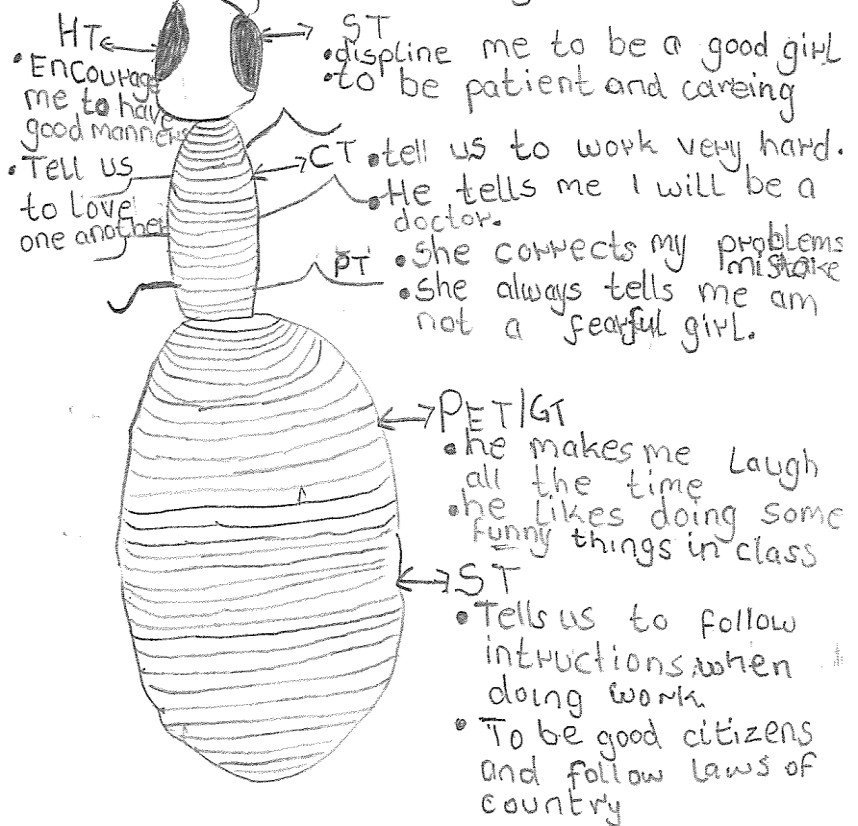 HT
• Encourage
me to have
good manners
• Tell us
to Love
one another
ST
• displine me to be a good girl
• to be patient and careing
CT • tell us to work very hard.
• He tells me I will be a
doctor.
PT • She corrects my problems
mistake
• She always tells me am
not a fearful girl.
PET/GT
• he makes me Laugh
all the time
• he likes doing some
funny things in class
ST
• Tells us to follow
intructions when
doing work
• To be good citizens
and follow laws of
country